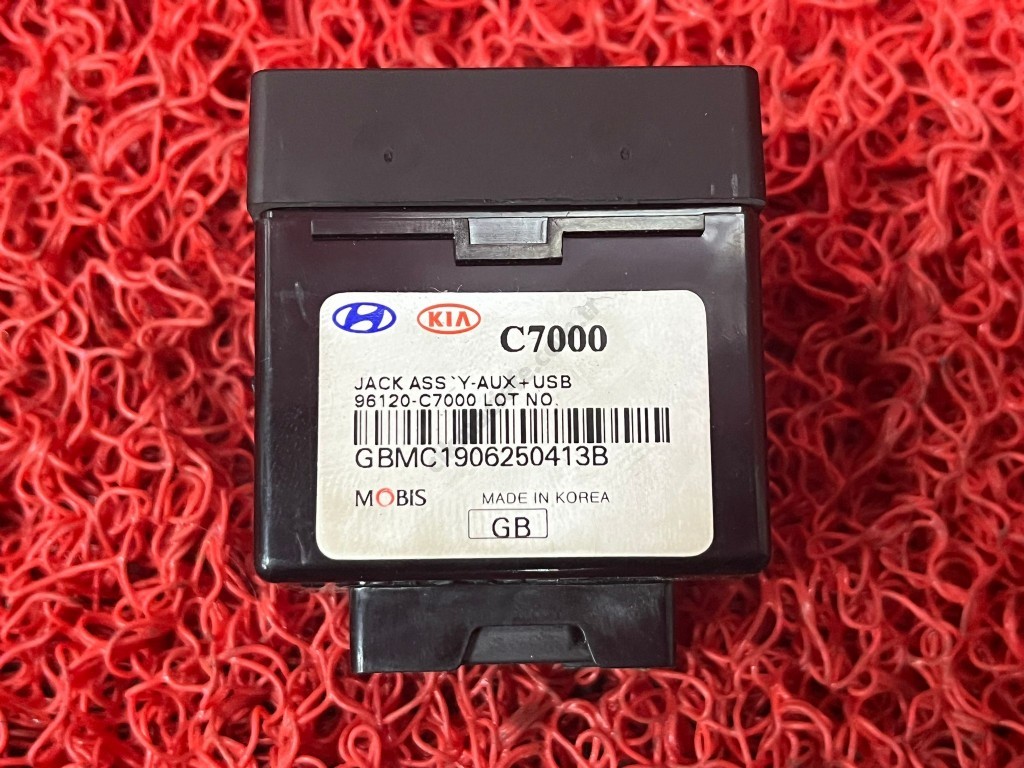 KIA
C7000
JACK ASS`Y-AUX+USB
96120-C7000 LOT NO.
GBMC1906250413B
MOBIS MADE IN KOREA
GB